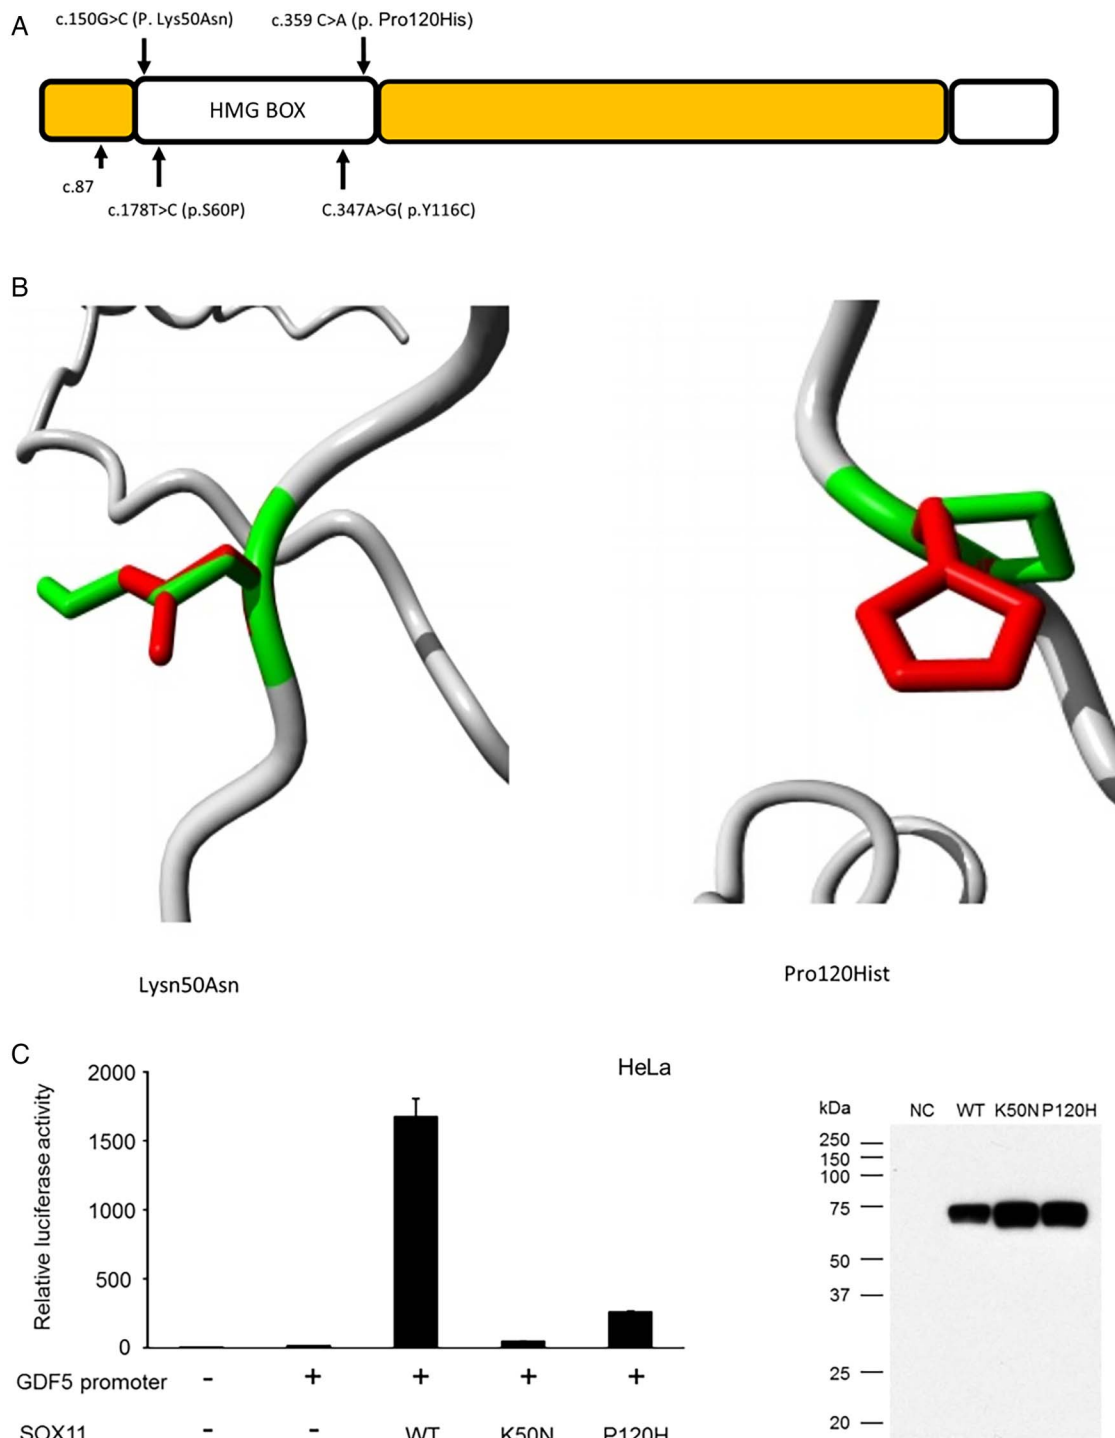 A
c.150G>C (P. Lys50Asn)
c.359 C>A (p. Pro120His)
HMG BOX
c.87
c.178T>C (p.S60P)
C.347A>G( p.Y116C)
B
Lysn50Asn
Pro120Hist
C
HeLa
Relative luciferase activity
2000
1500
1000
500
0
GDF5 promoter - + + + +
SOX11 - - WT K50N P120H
kDa NC WT K50N P120H
250
150
100
75
50
37
25
20